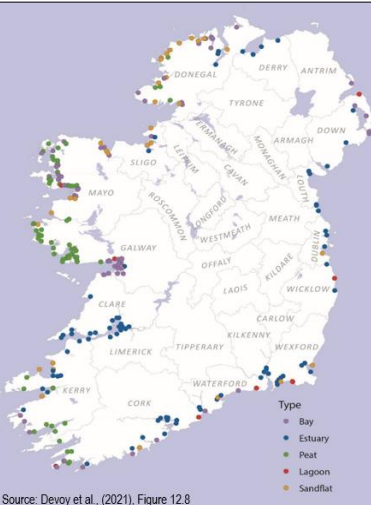 DONEGAL
DERRY
ANTRIM
TYRONE
DOWN
FERMANAGH
ARMAGH
MONAGHAN
SLIGO
LEITRIM
CAVAN
LOUTH
MAYO
ROSCOMMON
LONGFORD
MEATH
WESTMEATH
DUBLIN
GALWAY
OFFALY
KILDARE
LAOIS
WICKLOW
CLARE
CARLOW
KILKENNY
LIMERICK
TIPPERARY
WEXFORD
KERRY
CORK
WATERFORD
Type
Bay
Estuary
Peat
Lagoon
Sandflat
Source: Devoy et al., (2021), Figure 12.8